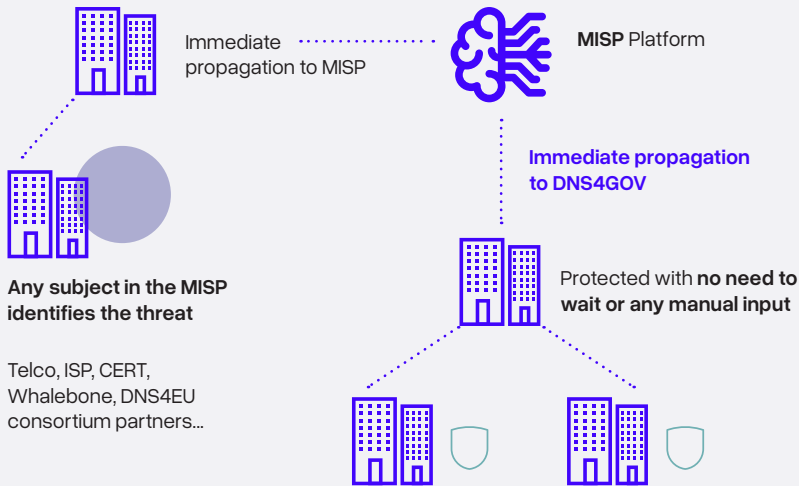 Immediate
propagation to MISP
MISP Platform
Immediate propagation
to DNS4GOV
Any subject in the MISP
identifies the threat
Protected with no need to
wait or any manual input
Telco, ISP, CERT,
Whalebone, DNS4EU
consortium partners...